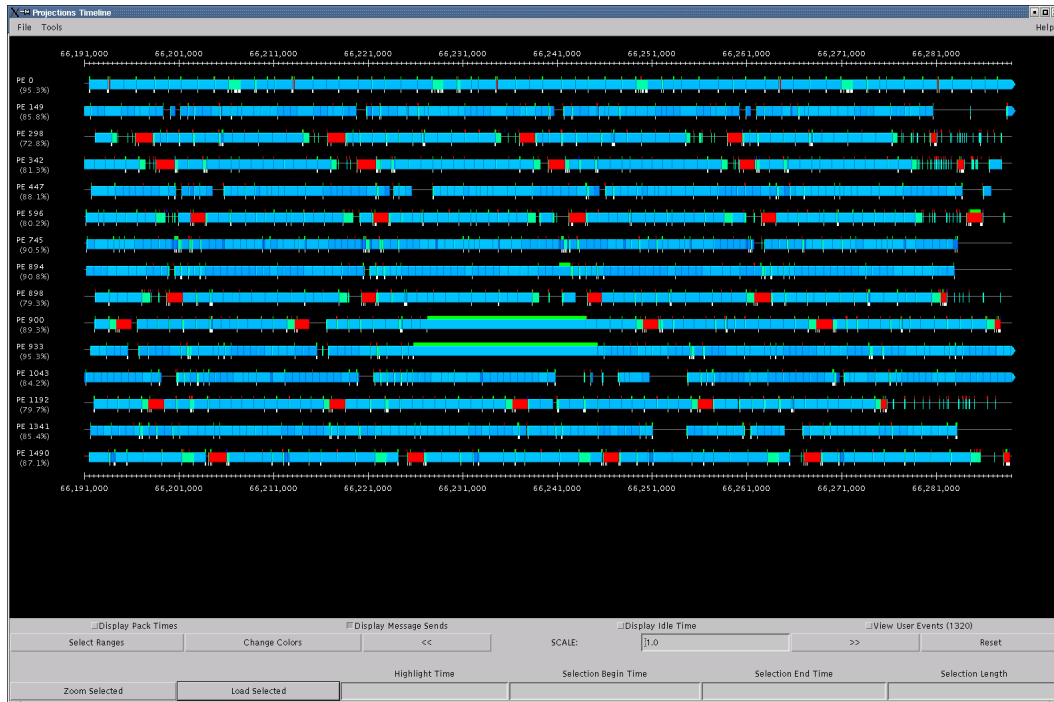 Projections Timeline
File Tools Help
66,191,000 66,201,000 66,211,000 66,221,000 66,231,000 66,241,000 66,251,000 66,261,000 66,271,000 66,281,000
PE 0
(95.3%)
PE 149
(85.8%)
PE 298
(72.8%)
PE 342
(81.3%)
PE 447
(88.1%)
PE 596
(80.2%)
PE 745
(90.5%)
PE 894
(90.8%)
PE 898
(79.3%)
PE 900
(89.3%)
PE 933
(95.3%)
PE 1043
(84.2%)
PE 1192
(79.7%)
PE 1341
(85.4%)
PE 1490
(87.1%)
66,191,000 66,201,000 66,211,000 66,221,000 66,231,000 66,241,000 66,251,000 66,261,000 66,271,000 66,281,000
Display Pack Times Display Message Sends Display Idle Time View User Events (1320)
Select Ranges Change Colors << SCALE: 1.0 >> Reset
Highlight Time Selection Begin Time Selection End Time Selection Length
Zoom Selected Load Selected